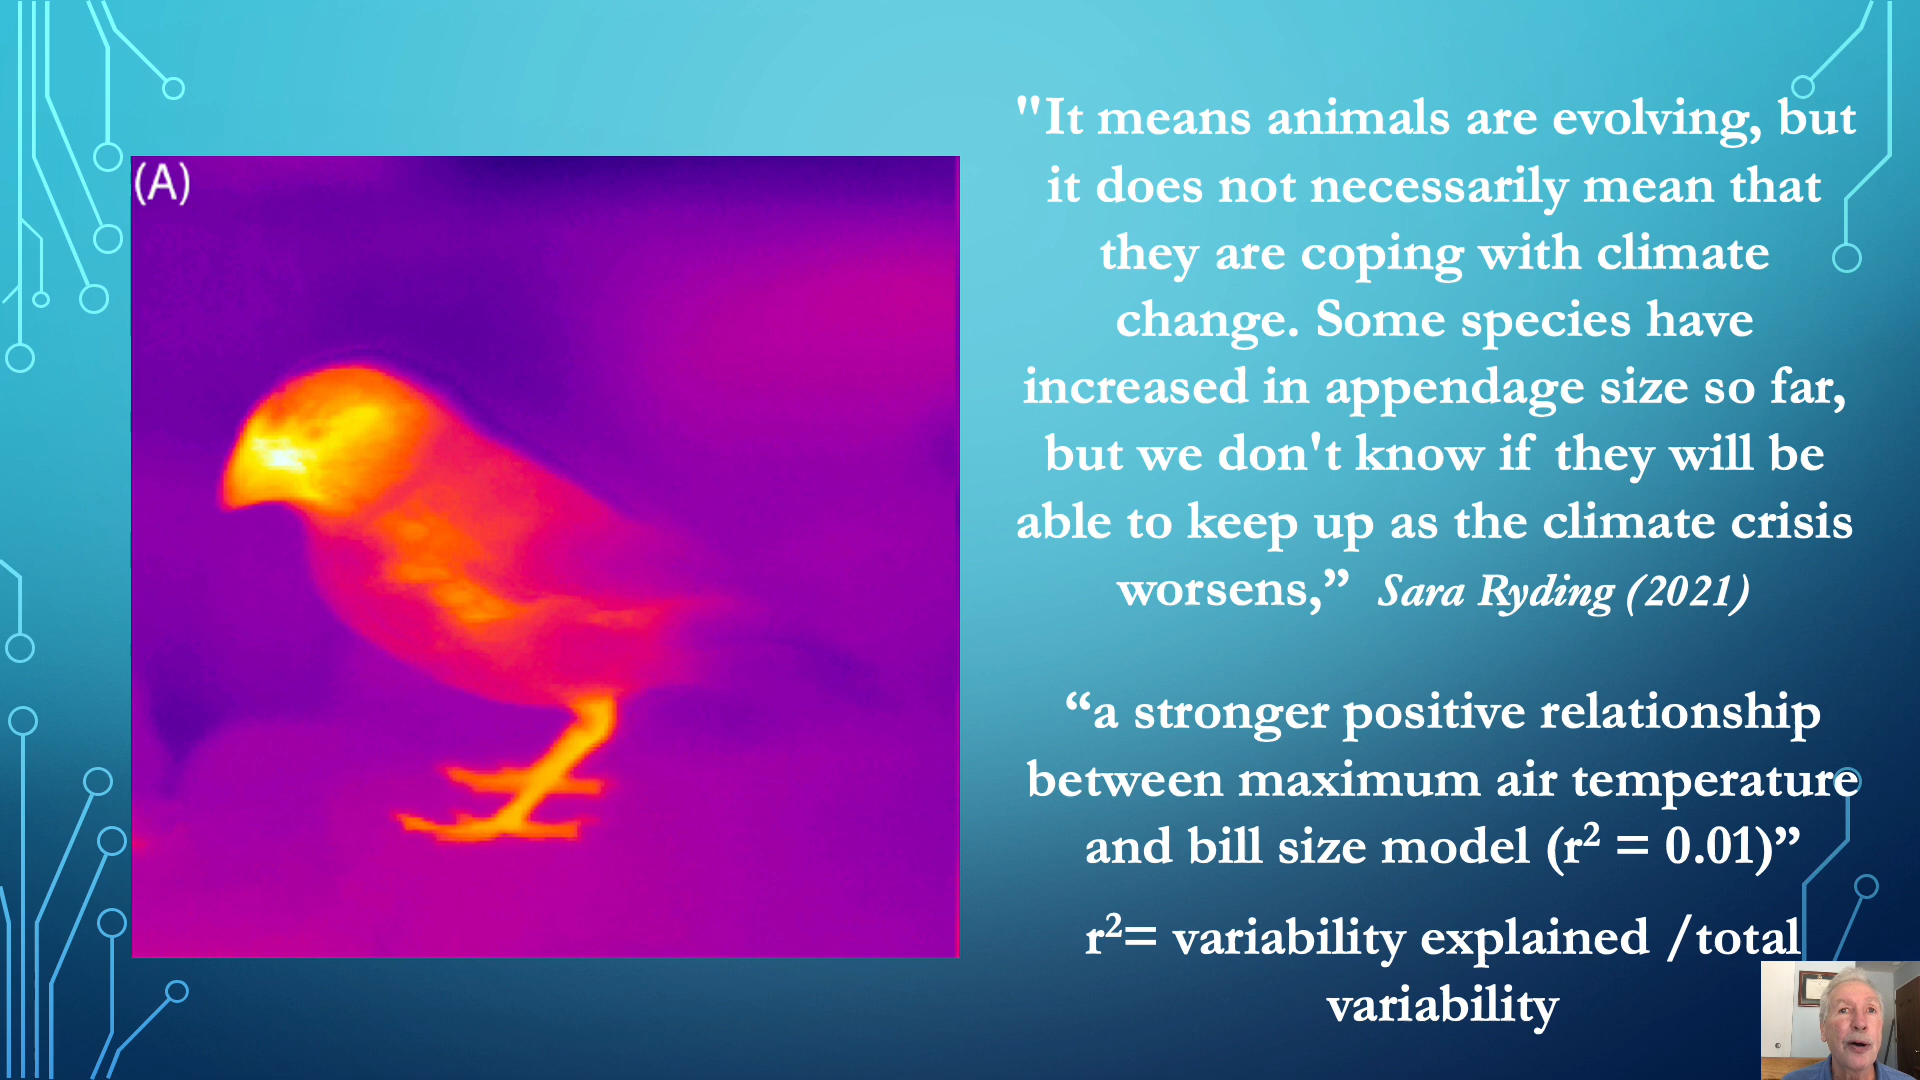 (A)
"It means animals are evolving, but
it does not necessarily mean that
they are coping with climate
change. Some species have
increased in appendage size so far,
but we don't know if they will be
able to keep up as the climate crisis
worsens,” Sara Ryding (2021)
“a stronger positive relationship
between maximum air temperature
and bill size model (r² = 0.01)”
r²= variability explained /total
variability